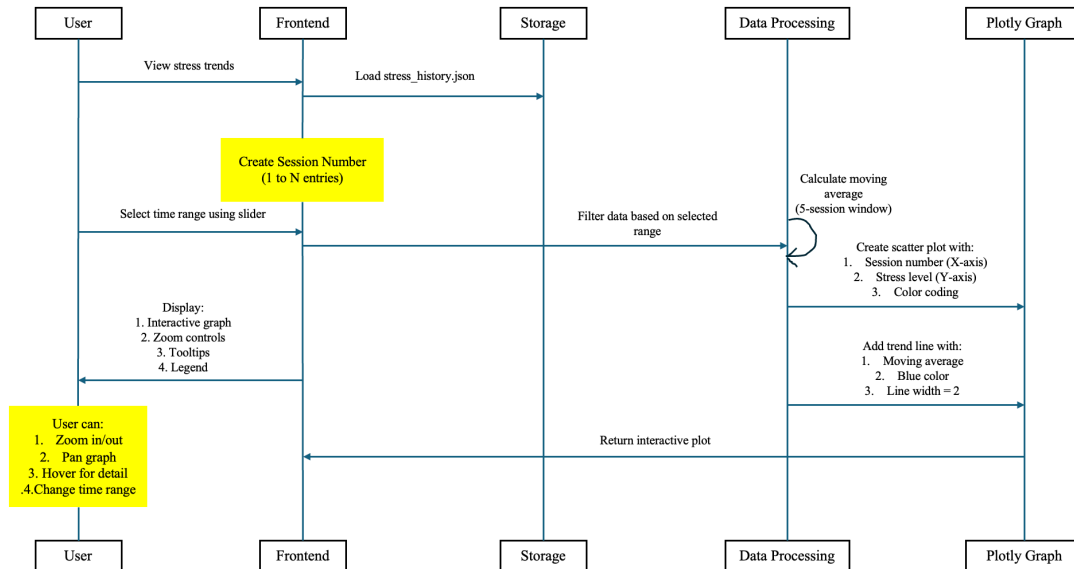 User
Frontend
Storage
Data Processing
Plotly Graph
View stress trends
Load stress_history.json
Create Session Number
(1 to N entries)
Calculate moving
average
(5-session window)
Select time range using slider
Filter data based on selected
range
Create scatter plot with:
1. Session number (X-axis)
2. Stress level (Y-axis)
3. Color coding
Display:
1. Interactive graph
2. Zoom controls
3. Tooltips
4. Legend
Add trend line with:
1. Moving average
2. Blue color
3. Line width = 2
User can:
1. Zoom in/out
2. Pan graph
3. Hover for detail
.4.Change time range
Return interactive plot
User
Frontend
Storage
Data Processing
Plotly Graph